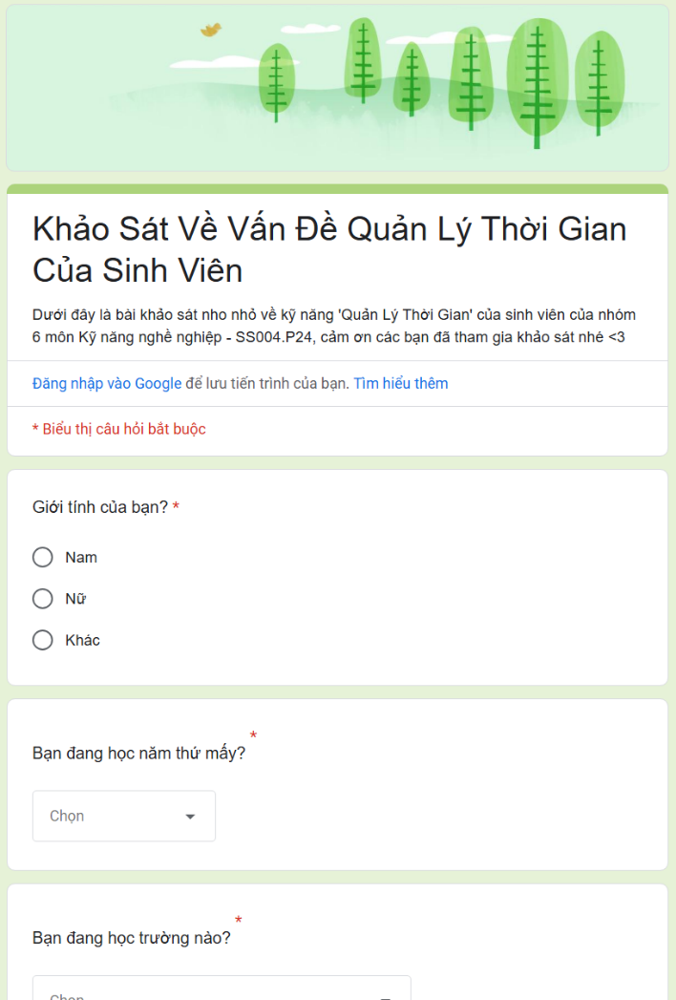 Khảo Sát Về Vấn Đề Quản Lý Thời Gian
Của Sinh Viên
Dưới đây là bài khảo sát nho nhỏ về kỹ năng 'Quản Lý Thời Gian' của sinh viên của nhóm
6 môn Kỹ năng nghề nghiệp - SS004.P24, cảm ơn các bạn đã tham gia khảo sát nhé <3
Đăng nhập vào Google để lưu tiến trình của bạn. Tìm hiểu thêm
* Biểu thị câu hỏi bắt buộc
Giới tính của bạn? *
Nam
Nữ
Khác
Bạn đang học năm thứ mấy? *
Chọn
Bạn đang học trường nào? *
Chọn